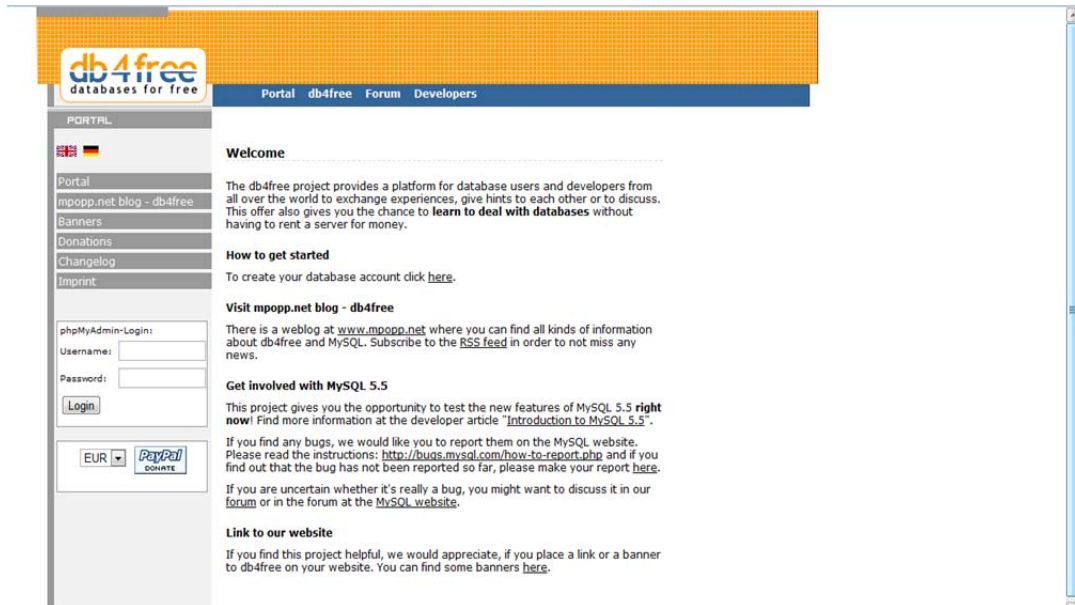 db4free
databases for free
Portal db4free Forum Developers
PORTAL
Portal
mpopp.net blog - db4free
Banners
Donations
Changelog
Imprint
phpMyAdmin-Login:
Username:
Password:
Login
EUR
PayPal
DONATE
Welcome
The db4free project provides a platform for database users and developers from
all over the world to exchange experiences, give hints to each other or to discuss.
This offer also gives you the chance to learn to deal with databases without
having to rent a server for money.
How to get started
To create your database account click here.
Visit mpopp.net blog - db4free
There is a weblog at www.mpopp.net where you can find all kinds of information
about db4free and MySQL. Subscribe to the RSS feed in order to not miss any
news.
Get involved with MySQL 5.5
This project gives you the opportunity to test the new features of MySQL 5.5 right
now! Find more information at the developer article "Introduction to MySQL 5.5".
If you find any bugs, we would like you to report them on the MySQL website.
Please read the instructions: http://bugs.mysql.com/how-to-report.php and if you
find out that the bug has not been reported so far, please make your report here.
If you are uncertain whether it's really a bug, you might want to discuss it in our
forum or in the forum at the MySQL website.
Link to our website
If you find this project helpful, we would appreciate, if you place a link or a banner
to db4free on your website. You can find some banners here.